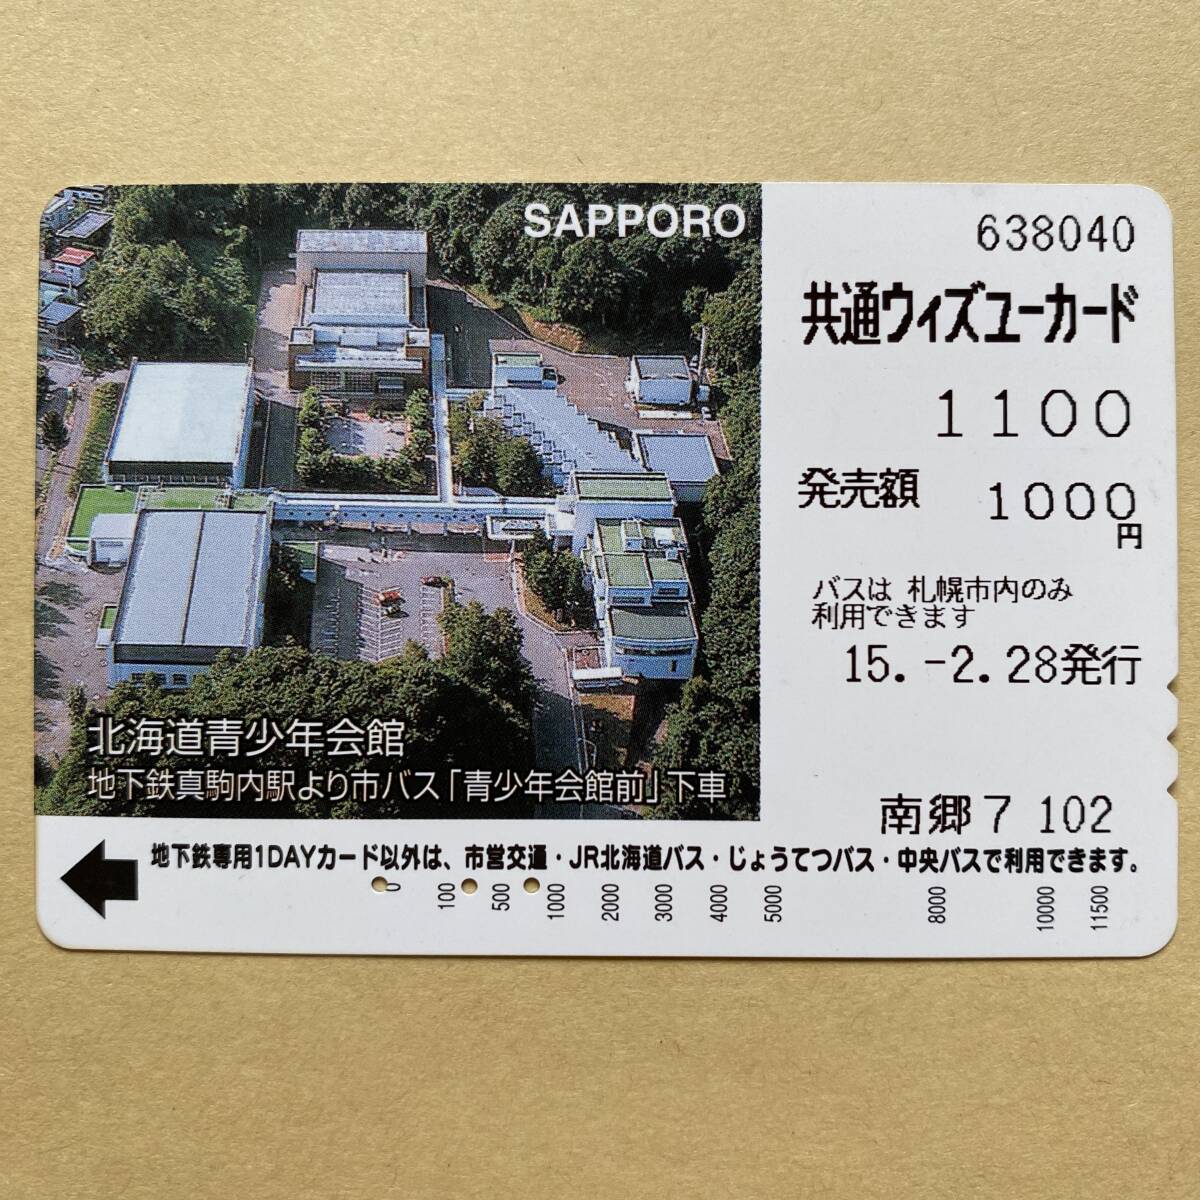 SAPPORO
638040
共通ウィズユーカード
1100
発売額 1000円
バスは 札幌市内のみ
利用できます
15.-2.28発行
北海道青少年会館
地下鉄真駒内駅より市バス「青少年会館前」下車
南郷7 102
地下鉄専用1DAYカード以外は、市営交通・JR北海道バス・じょうてつバス・中央バスで利用できます。
0 100 500 1000 2000 3000 4000 5000 8000 10000 11500